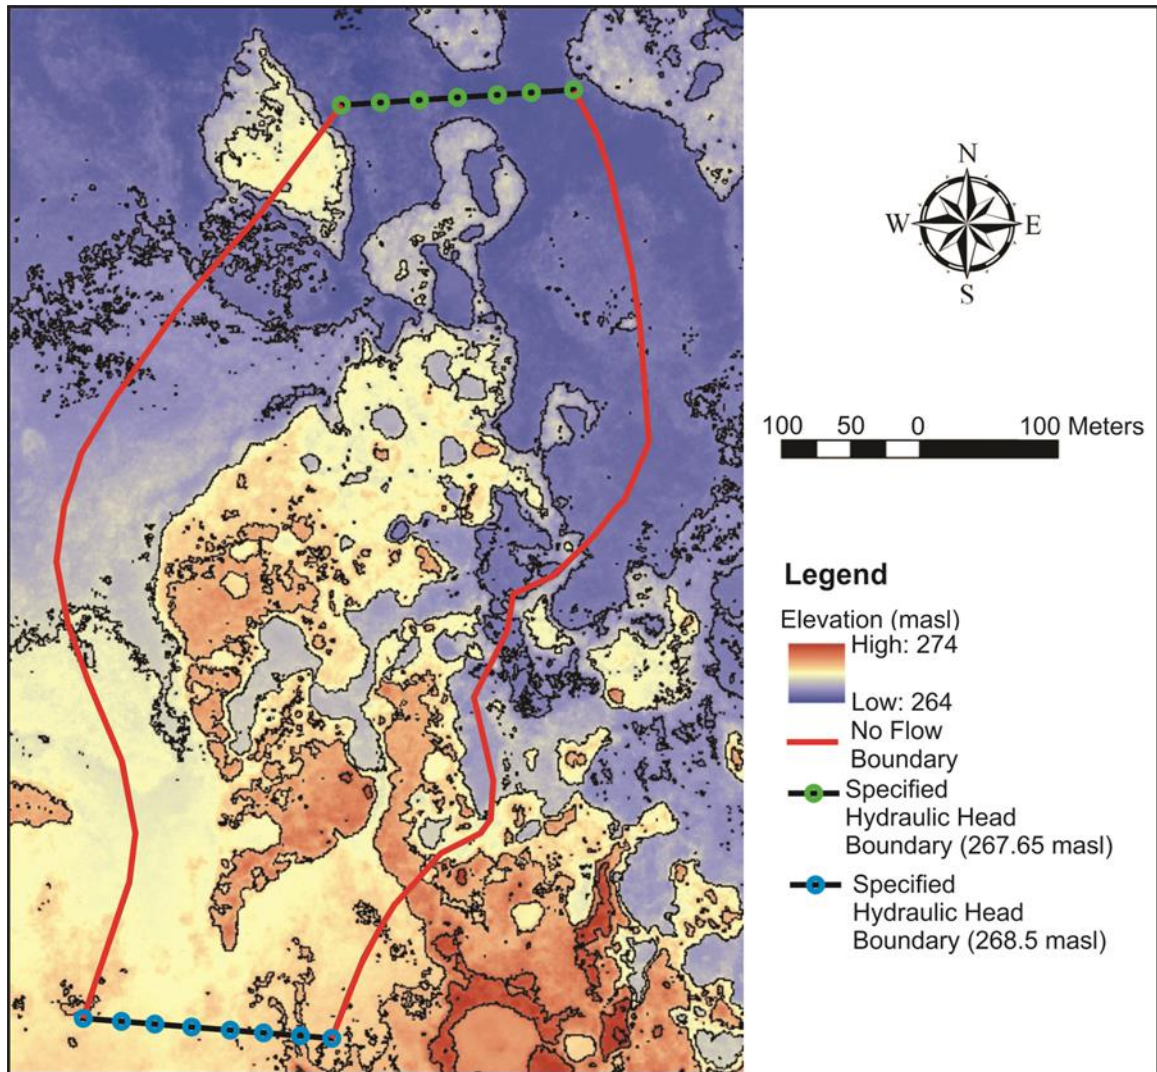 N
W E
S
100 50 0 100 Meters
Legend
Elevation (masl)
High: 274
Low: 264
No Flow
Boundary
Specified
Hydraulic Head
Boundary (267.65 masl)
Specified
Hydraulic Head
Boundary (268.5 masl)